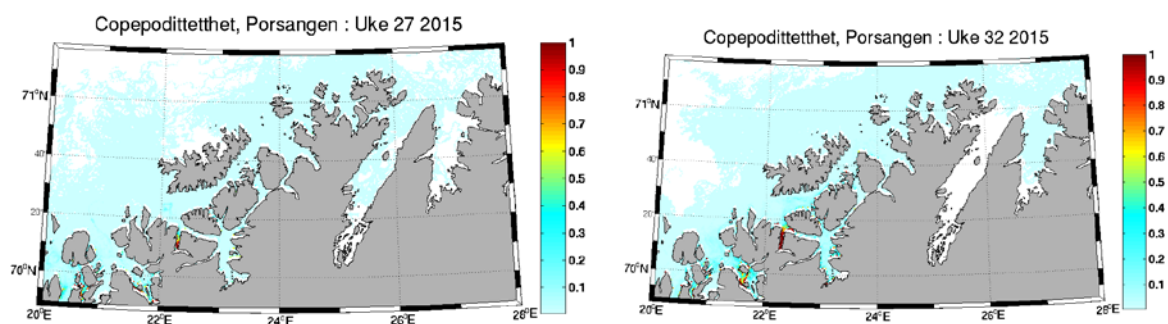 Copepodittetthet, Porsangen : Uke 27 2015
71°N
40'
20'
70°N
20°E
22°E
24°E
26°E
28°E
1
0.9
0.8
0.7
0.6
0.5
0.4
0.3
0.2
0.1
Copepodittetthet, Porsangen : Uke 32 2015
71°N
40'
20'
70°N
20°E
22°E
24°E
26°E
28°E
1
0.9
0.8
0.7
0.6
0.5
0.4
0.3
0.2
0.1